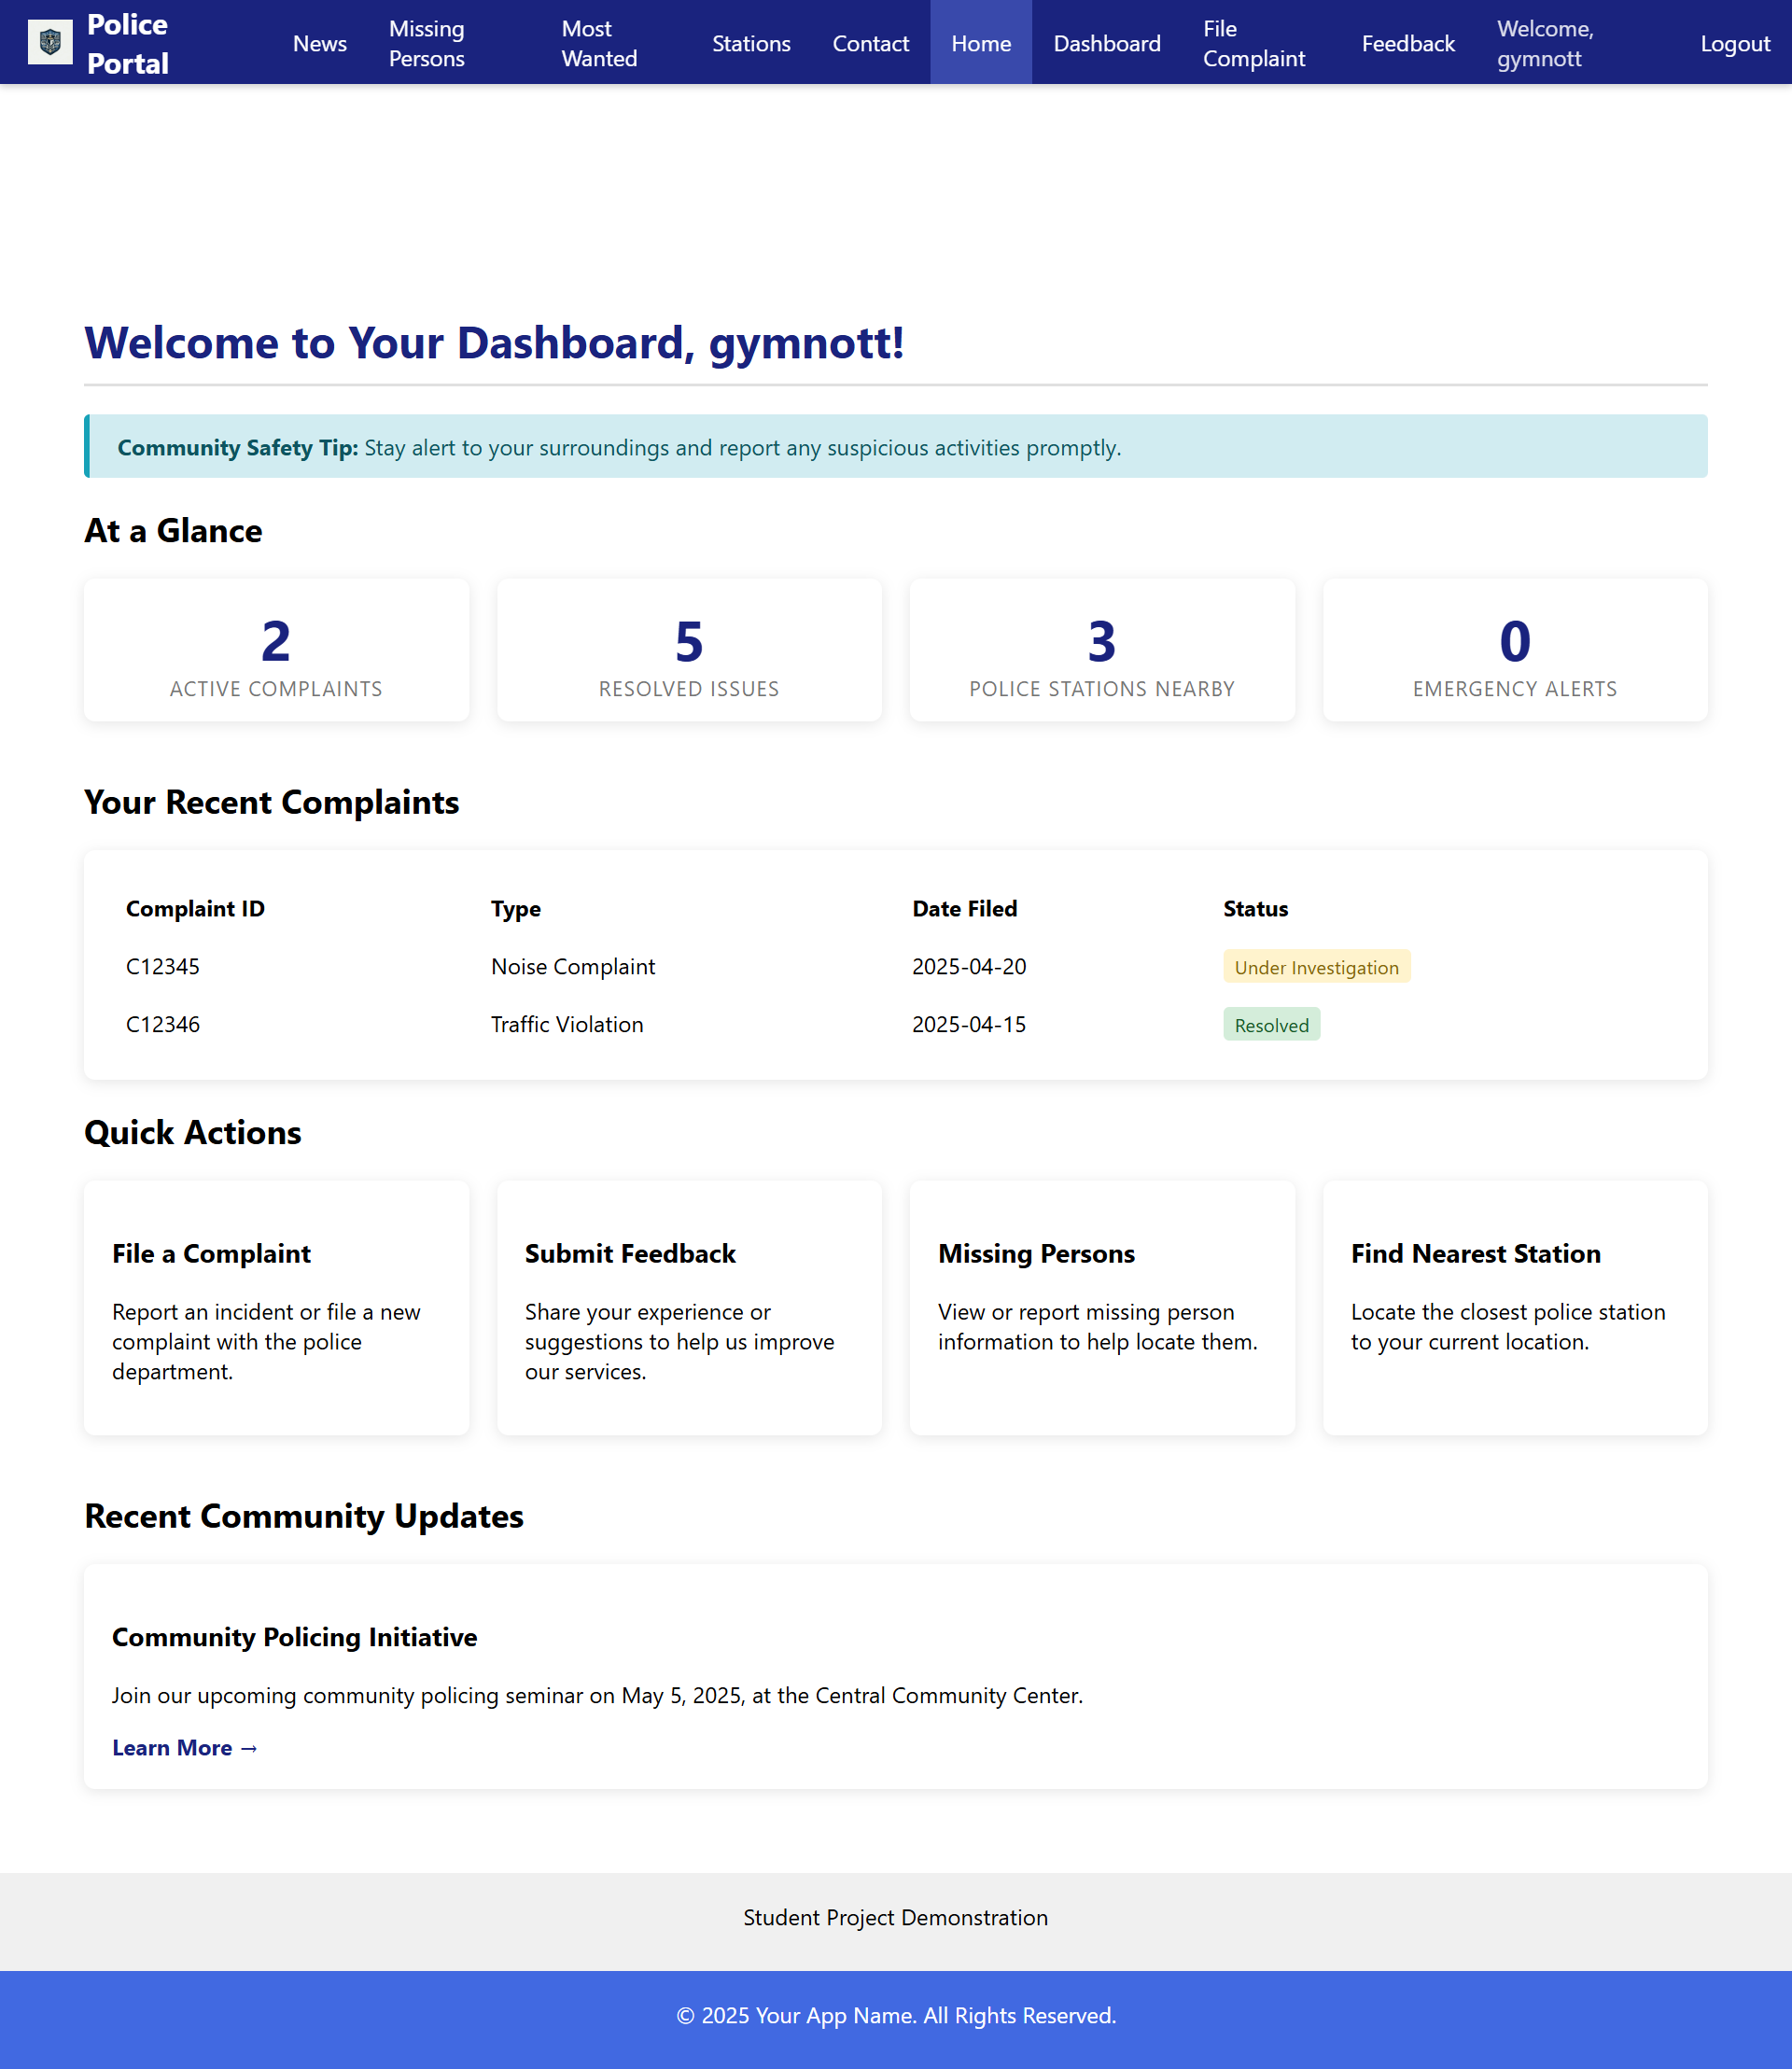 Police
Portal
News
Missing
Persons
Most
Wanted
Stations
Contact
Home
Dashboard
File
Complaint
Feedback
Welcome,
gymnott
Logout
Welcome to Your Dashboard, gymnott!
Community Safety Tip: Stay alert to your surroundings and report any suspicious activities promptly.
At a Glance
2
ACTIVE COMPLAINTS
5
RESOLVED ISSUES
3
POLICE STATIONS NEARBY
0
EMERGENCY ALERTS
Your Recent Complaints
Complaint ID Type Date Filed Status
C12345 Noise Complaint 2025-04-20 Under Investigation
C12346 Traffic Violation 2025-04-15 Resolved
Quick Actions
File a Complaint
Report an incident or file a new
complaint with the police
department.
Submit Feedback
Share your experience or
suggestions to help us improve
our services.
Missing Persons
View or report missing person
information to help locate them.
Find Nearest Station
Locate the closest police station
to your current location.
Recent Community Updates
Community Policing Initiative
Join our upcoming community policing seminar on May 5, 2025, at the Central Community Center.
Learn More →
Student Project Demonstration
© 2025 Your App Name. All Rights Reserved.